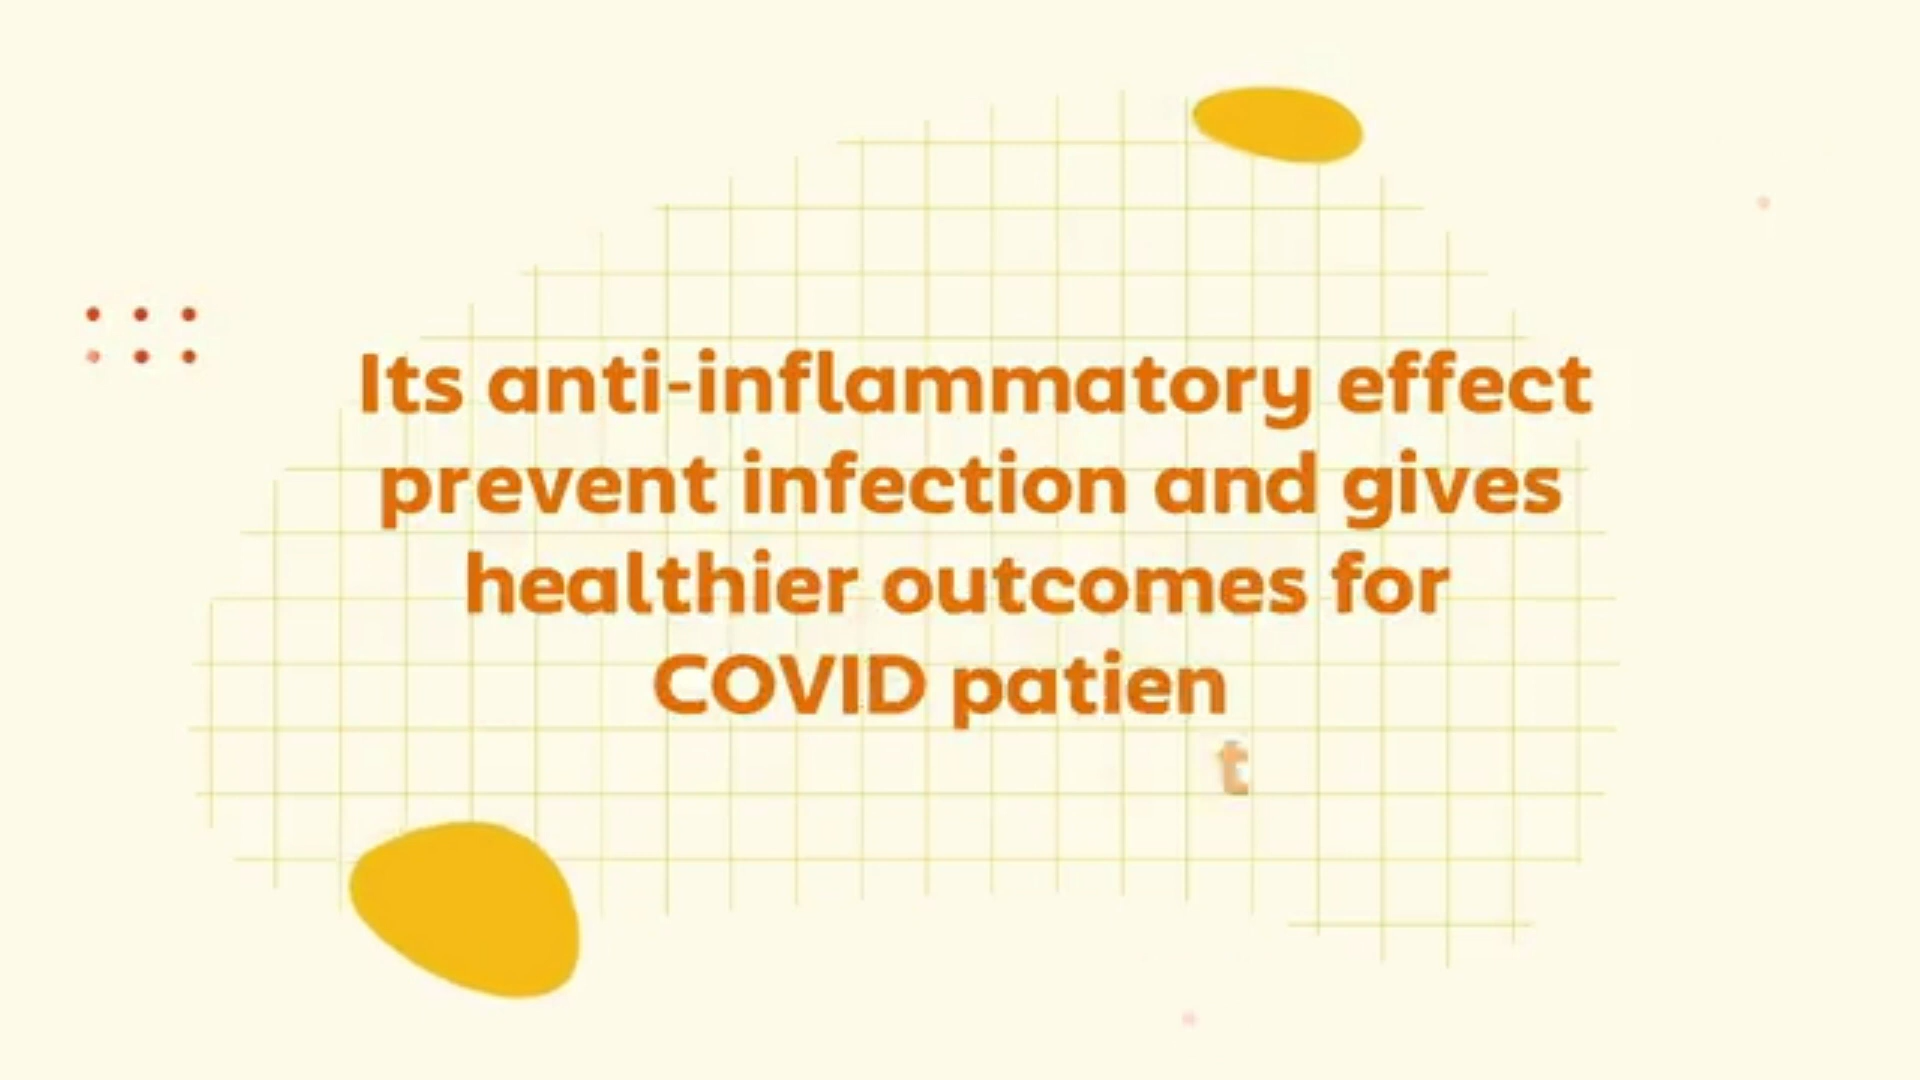 Its anti-inflammatory effect
prevent infection and gives
healthier outcomes for
COVID patien
t